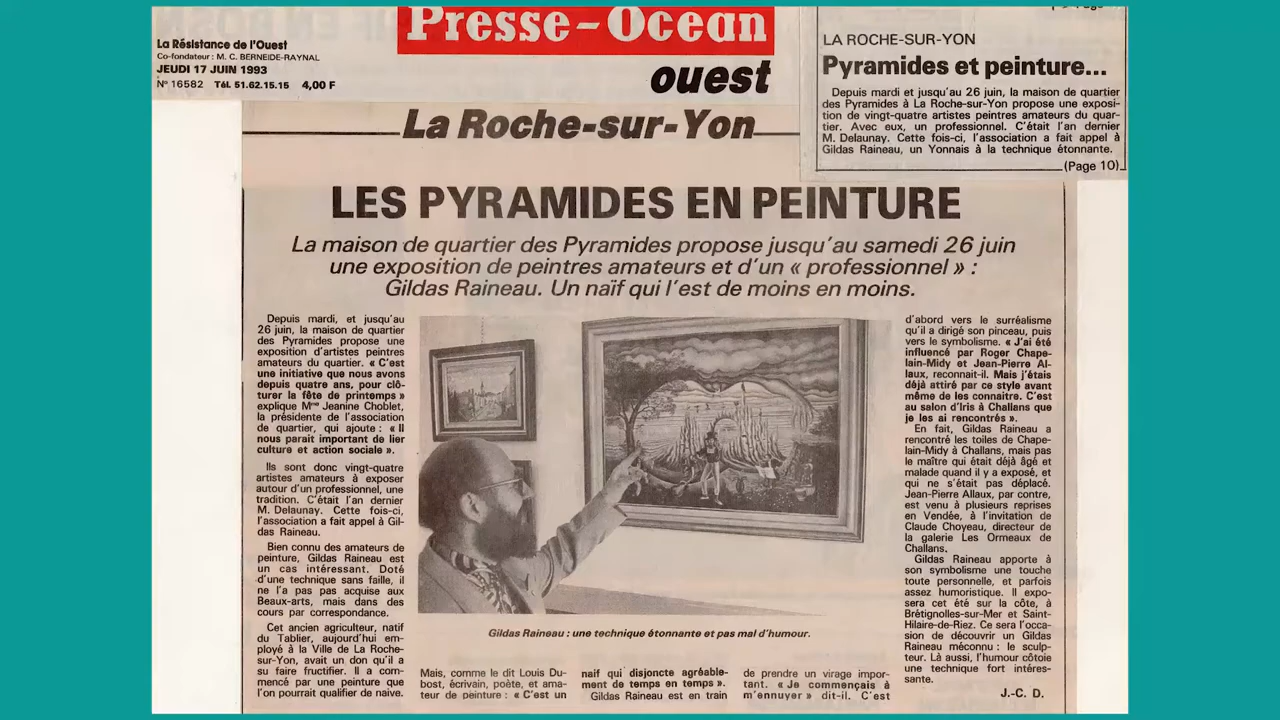 Presse-Océan
ouest
La Résistance de l'Ouest
Co-fondateur : M. C. BERNEIDE-RAYNAL
JEUDI 17 JUIN 1993
N° 16582 Tél. 51.62.15.15 4,00 F
LA ROCHE-SUR-YON
Pyramides et peinture...
Depuis mardi et jusqu'au 26 juin, la maison de quartier
des Pyramides à La Roche-sur-Yon propose une exposi-
tion de vingt-quatre artistes peintres amateurs du quar-
tier. Avec eux, un professionnel. C'était l'an dernier
M. Delaunay. Cette fois-ci, l'association a fait appel à
Gildas Raineau, un Yonnais à la technique étonnante.
(Page 10)
La Roche-sur-Yon
LES PYRAMIDES EN PEINTURE
La maison de quartier des Pyramides propose jusqu'au samedi 26 juin
une exposition de peintres amateurs et d'un « professionnel » :
Gildas Raineau. Un naïf qui l'est de moins en moins.
Depuis mardi, et jusqu'au
26 juin, la maison de quartier
des Pyramides propose une
exposition d'artistes peintres
amateurs du quartier. « C'est
une initiative que nous avons
depuis quatre ans, pour clô-
turer la fête de printemps »
explique Mme Jeanine Choblet,
la présidente de l'association
de quartier, qui ajoute : « Il
nous parait important de lier
culture et action sociale ».
Ils sont donc vingt-quatre
artistes amateurs à exposer
autour d'un professionnel, une
tradition. C'était l'an dernier
M. Delaunay. Cette fois-ci,
l'association a fait appel à Gil-
das Raineau.
Bien connu des amateurs de
peinture, Gildas Raineau est
un cas intéressant. Doté
d'une technique sans faille, il
ne l'a pas pas acquise aux
Beaux-arts, mais dans des
cours par correspondance.
Cet ancien agriculteur, natif
du Tablier, aujourd'hui em-
ployé à la Ville de La Roche-
sur-Yon, avait un don qu'il a
su faire fructifier. Il a com-
mencé par une peinture que
l'on pourrait qualifier de naive.
Gildas Raineau : une technique étonnante et pas mal d'humour.
Mais, comme le dit Louis Du-
bost, écrivain, poète, et ama-
teur de peinture : « C'est un
naïf qui disjoncte agréable-
ment de temps en temps ».
Gildas Raineau est en train
de prendre un virage impor-
tant. « Je commençais à
m'ennuyer » dit-il. C'est
d'abord vers le surréalisme
qu'il a dirigé son pinceau, puis
vers le symbolisme. « J'ai été
influencé par Roger Chape-
lain-Midy et Jean-Pierre Al-
laux, reconnait-il. Mais j'étais
déjà attiré par ce style avant
même de les connaitre. C'est
au salon d'Iris à Challans que
je les ai rencontrés ».
En fait, Gildas Raineau a
rencontré les toiles de Chape-
lain-Midy à Challans, mais pas
le maître qui était déjà âgé et
malade quand il y a exposé, et
qui ne s'était pas déplacé.
Jean-Pierre Allaux, par contre,
est venu à plusieurs reprises
en Vendée, à l'invitation de
Claude Choyeau, directeur de
la galerie Les Ormeaux de
Challans.
Gildas Raineau apporte à
son symbolisme une touche
toute personnelle, et parfois
assez humoristique. Il expo-
sera cet été sur la côte, à
Brétignolles-sur-Mer et Saint-
Hilaire-de-Riez. Ce sera l'occa-
sion de découvrir un Gildas
Raineau méconnu : le sculp-
teur. Là aussi, l'humour côtoie
une technique fort intéres-
sante.
J.-C. D.